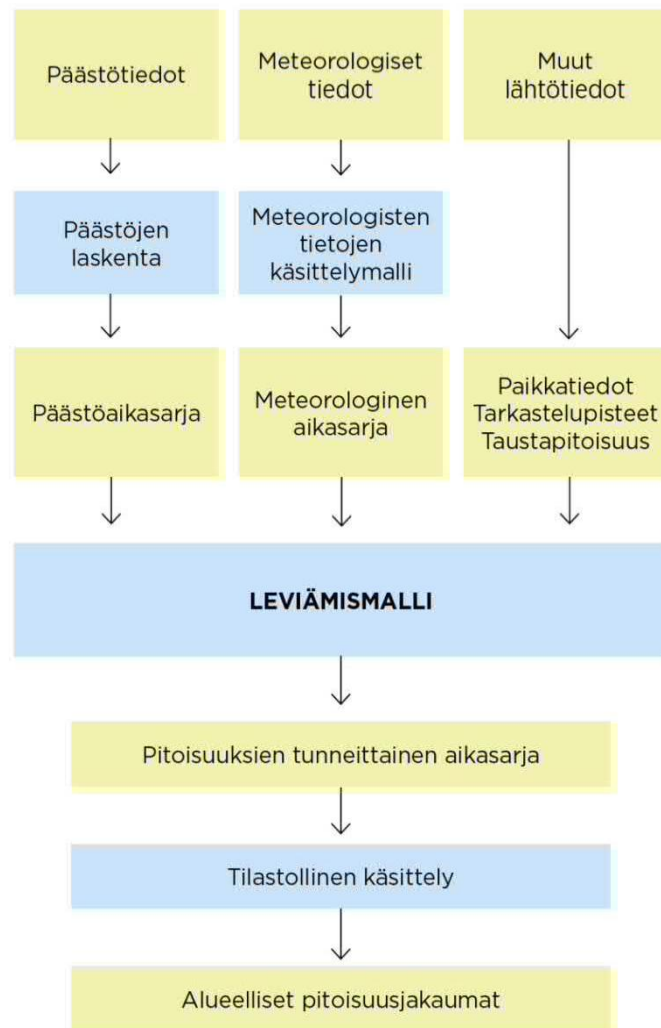 Päästötiedot
Meteorologiset
tiedot
Muut
lähtötiedot
Päästöjen
laskenta
Meteorologisten
tietojen
käsittelymalli
Päästöaikasarja
Meteorologinen
aikasarja
Paikkatiedot
Tarkastelupisteet
Taustapitoisuus
LEVIÄMISMALLI
Pitoisuuksien tunneittainen aikasarja
Tilastollinen käsittely
Alueelliset pitoisuusjakaumat